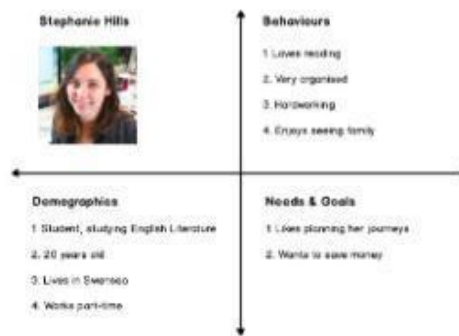 Stephanie Hills
Behaviours
1 Loves reading
2. Very organised
3. Hardworking
4. Enjoys seeing family
Demographics
1 Student, studying English Literature
2. 20 years old
3. Lives in Swansea
4. Works part-time
Needs & Goals
1 Likes planning her journeys
2. Wants to save money